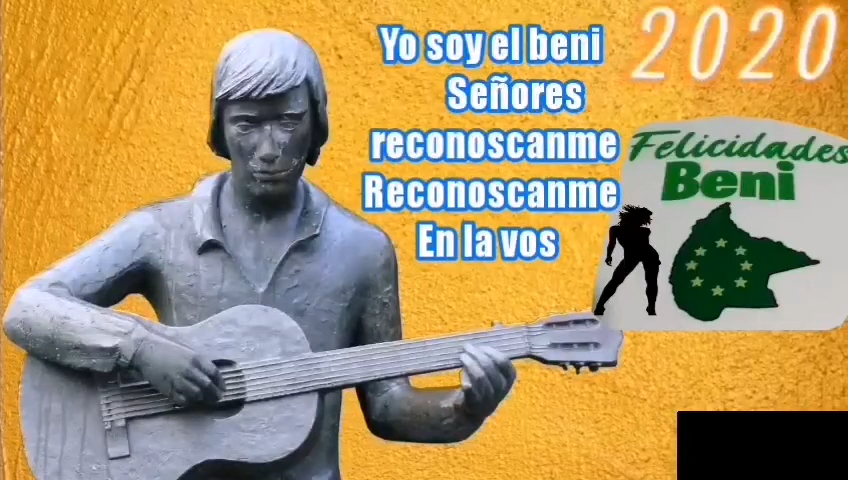 Yo soy el beni
Señores
reconoscanme
Reconoscanme
En la vos
2020
Felicidades
Beni